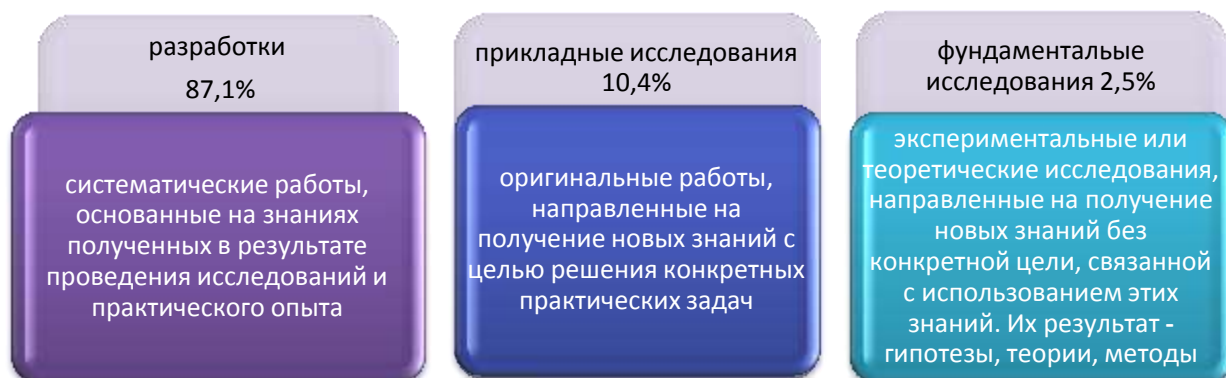 разработки
87,1%
систематические работы,
основанные на знаниях
полученных в результате
проведения исследований и
практического опыта
прикладные исследования
10,4%
оригинальные работы,
направленные на
получение новых знаний с
целью решения конкретных
практических задач
фундаментальые
исследования 2,5%
экспериментальные или
теоретические исследования,
направленные на получение
новых знаний без
конкретной цели, связанной
с использованием этих
знаний. Их результат -
гипотезы, теории, методы